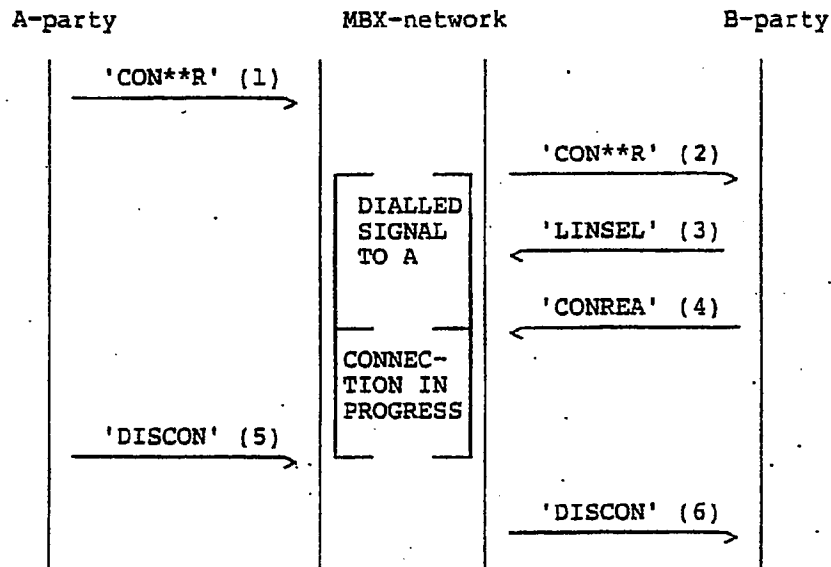 A-party MBX-network B-party
'CON**R' (1)
'CON**R' (2)
DIALLED
SIGNAL
TO A
'LINSEL' (3)
'CONREA' (4)
CONNEC-
TION IN
PROGRESS
'DISCON' (5)
'DISCON' (6)